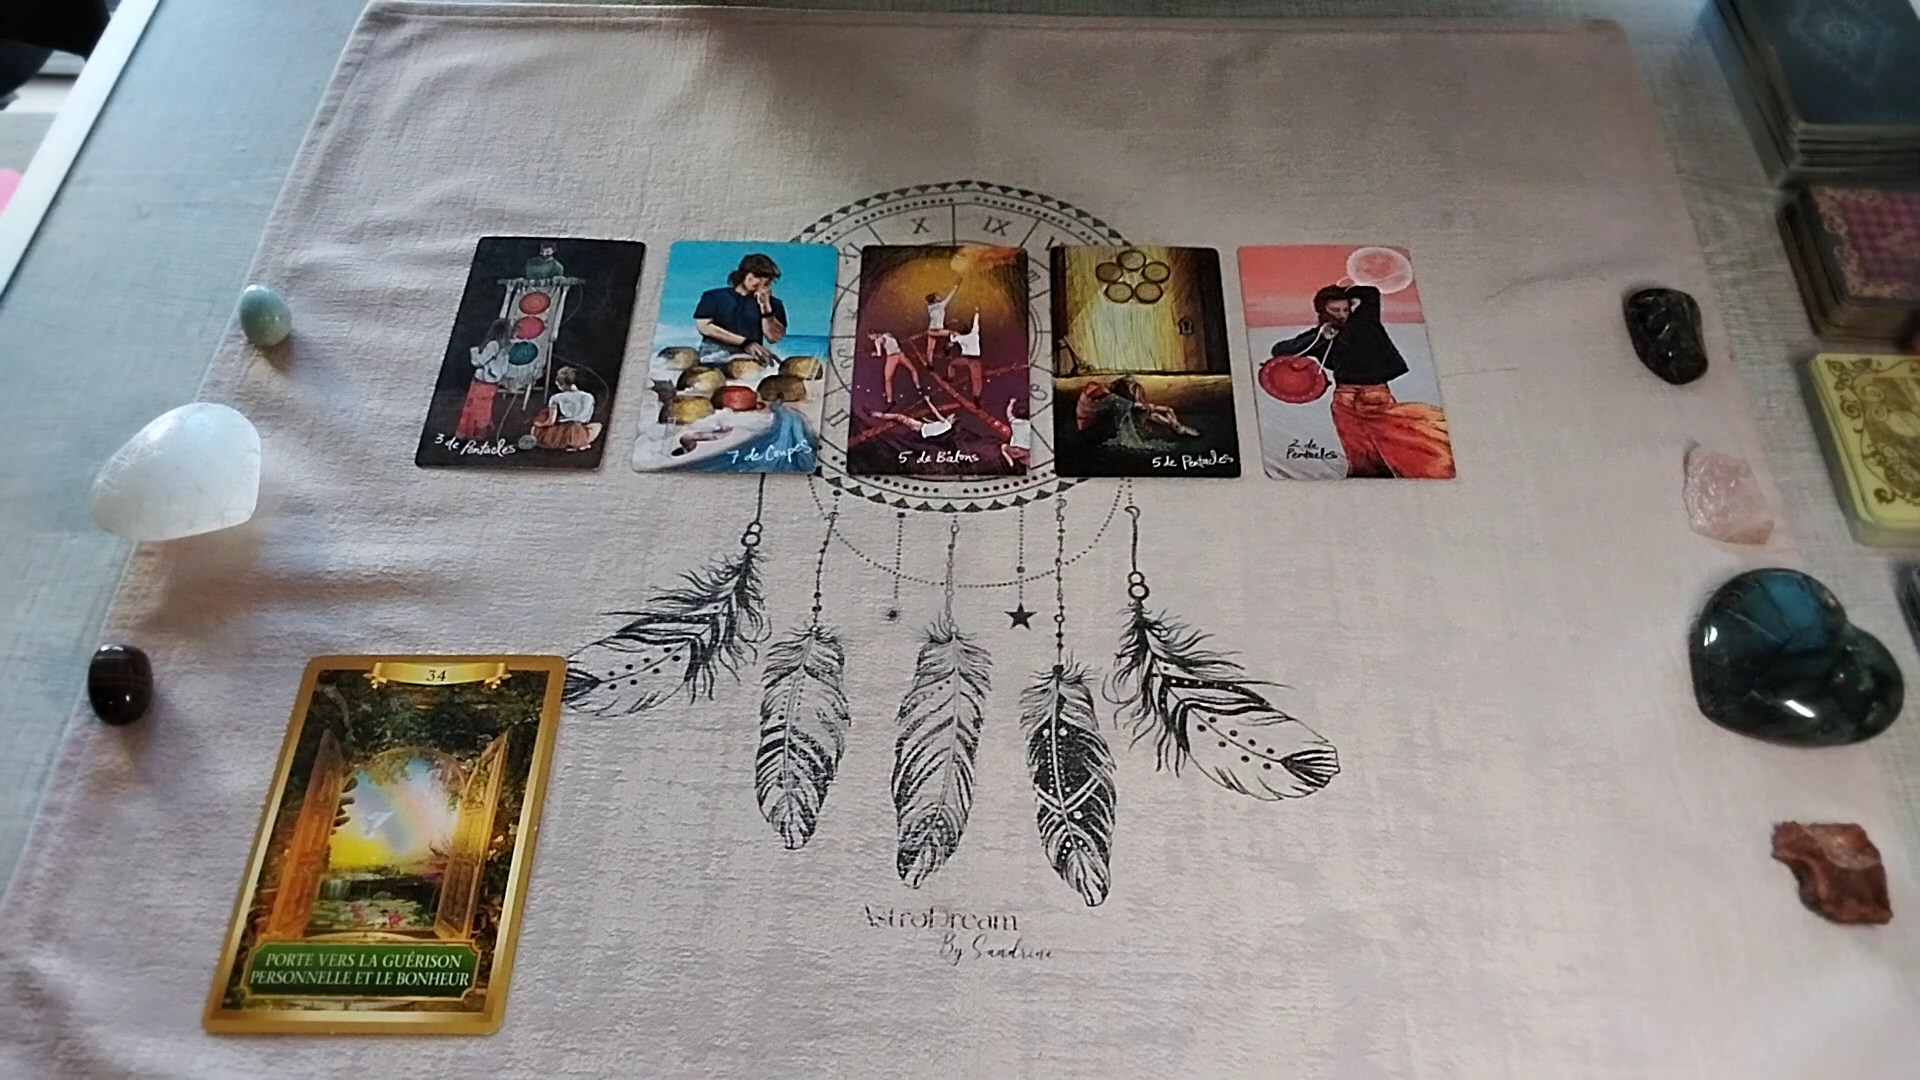 X
IX
3 de Pentacles
7 de Coupes
5 de Bâtons
5 de Pentacles
2 de
Pentacles
34
PORTE VERS LA GUÉRISON
PERSONNELLE ET LE BONHEUR
AstroDream
By Sandrine